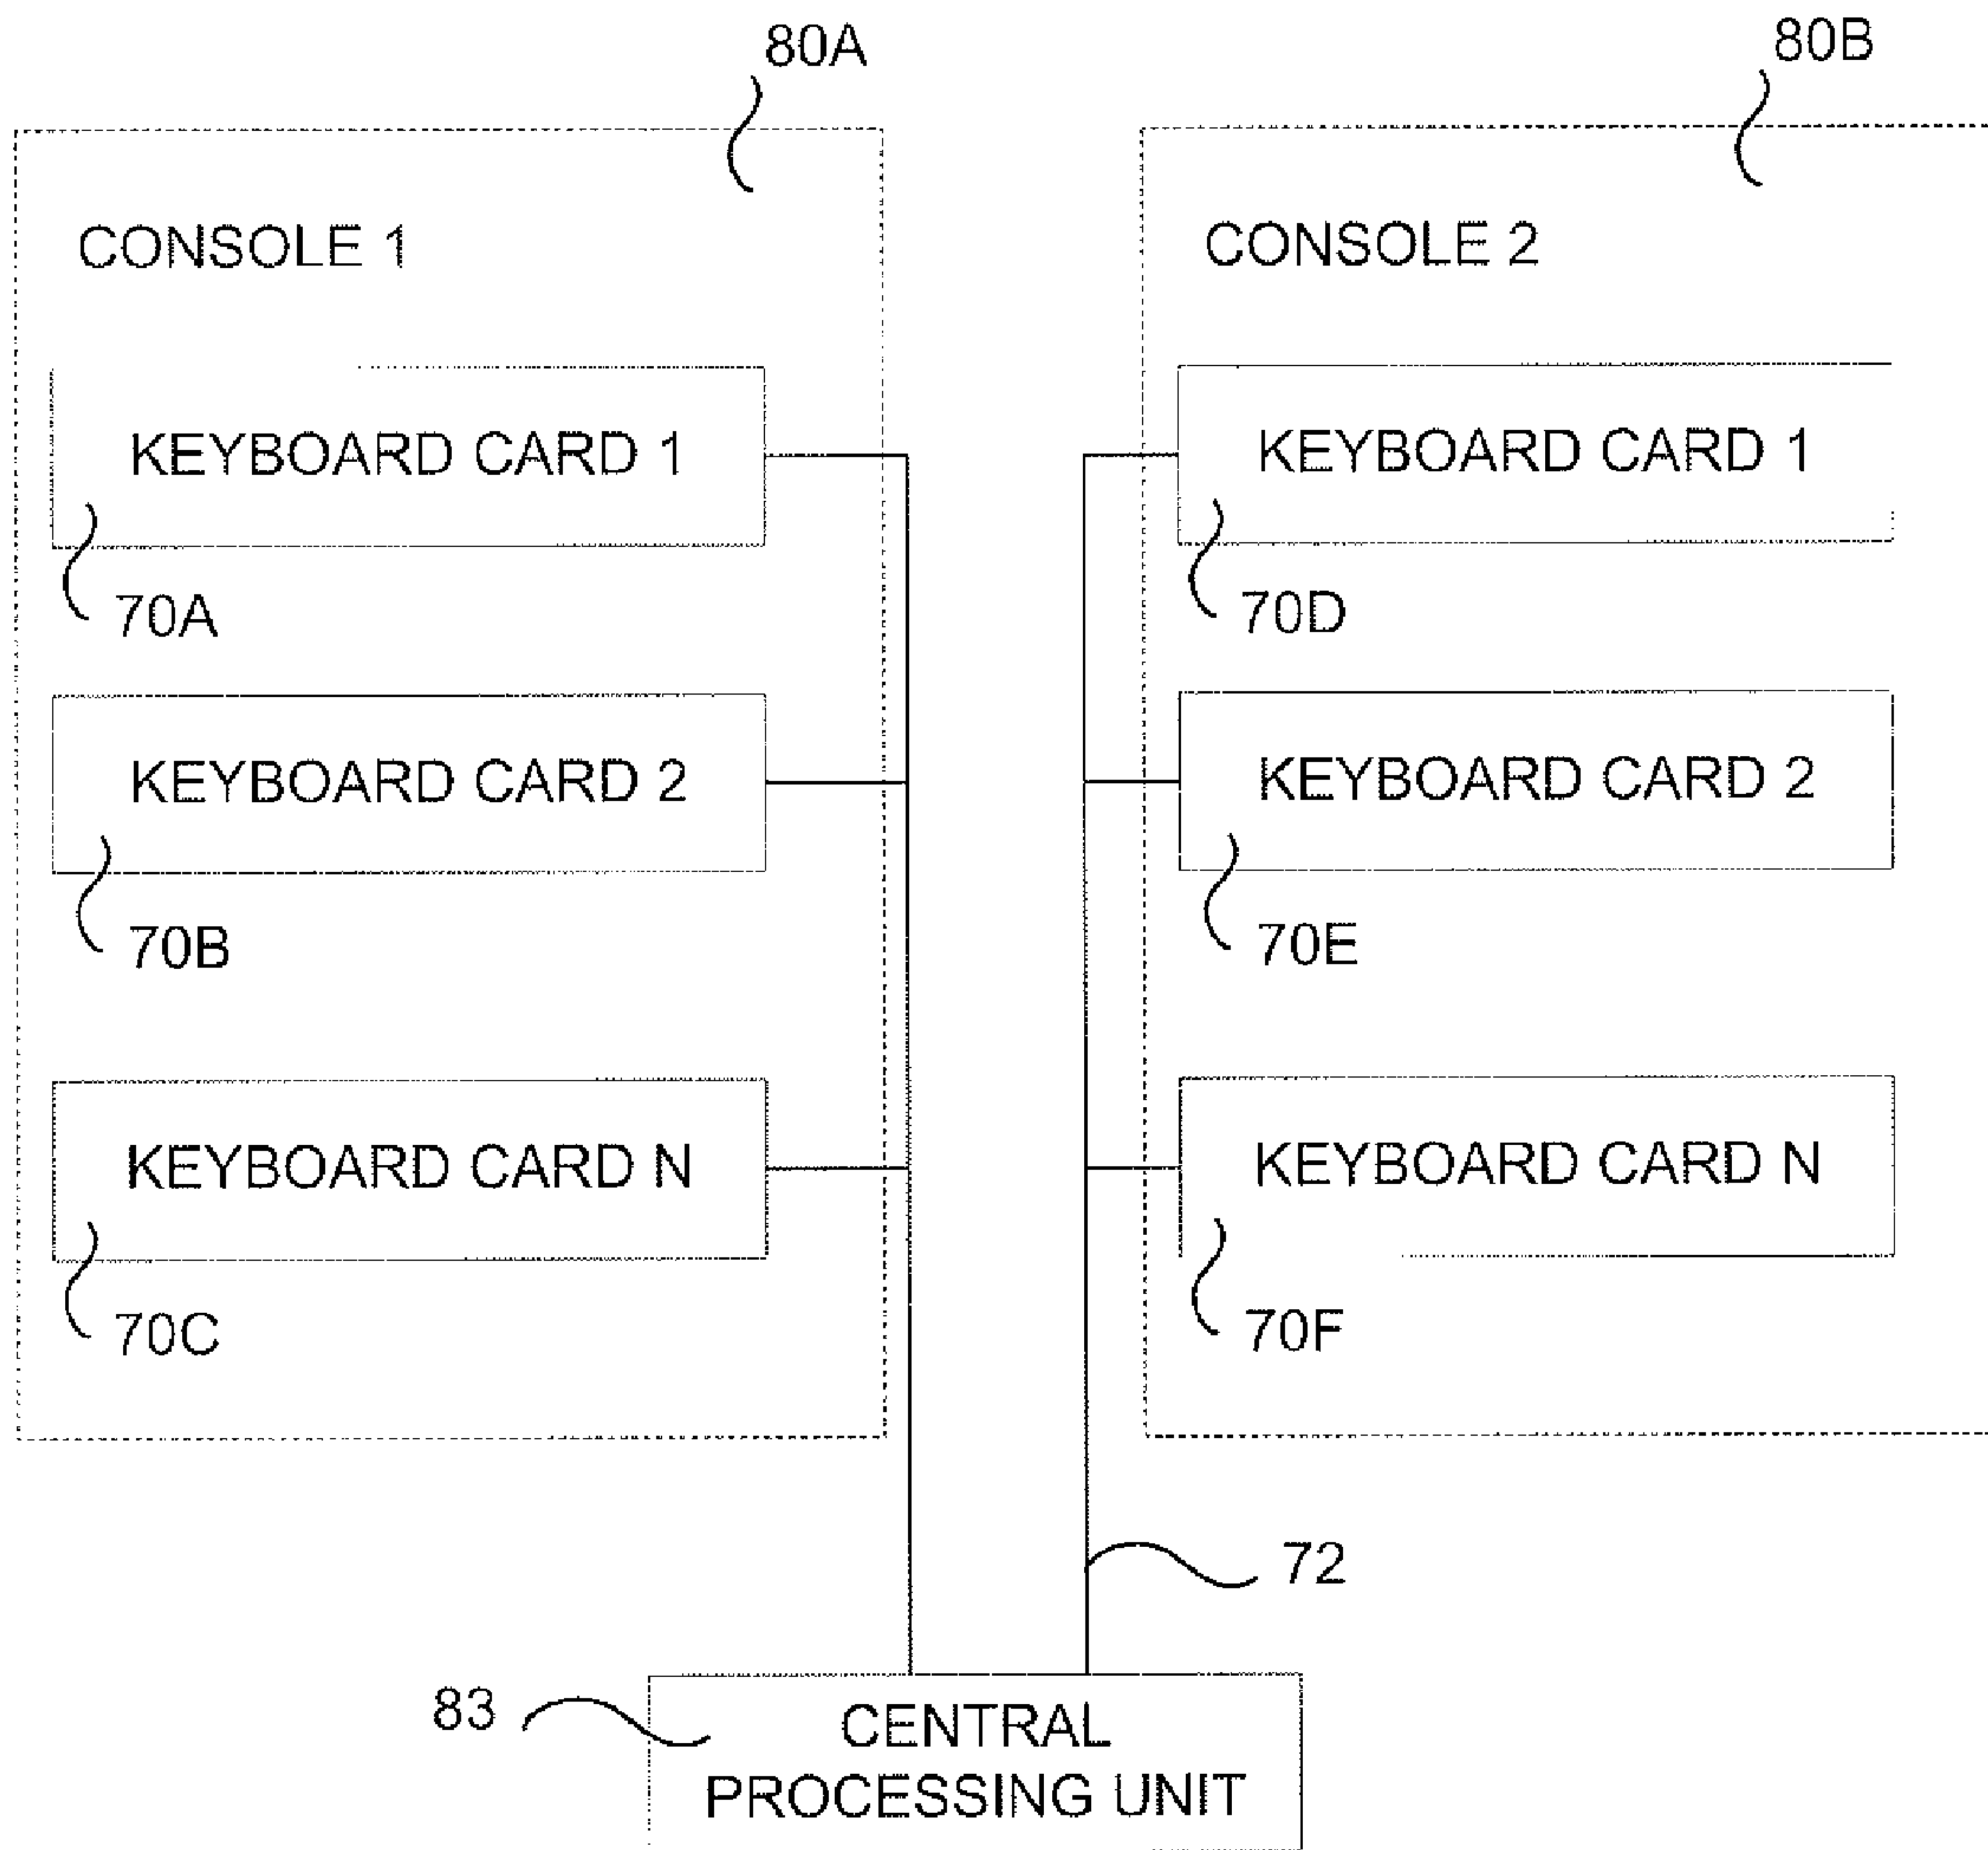 80A
80B
CONSOLE 1
CONSOLE 2
KEYBOARD CARD 1
KEYBOARD CARD 1
70A
70D
KEYBOARD CARD 2
KEYBOARD CARD 2
70B
70E
KEYBOARD CARD N
KEYBOARD CARD N
70C
70F
72
83
CENTRAL
PROCESSING UNIT